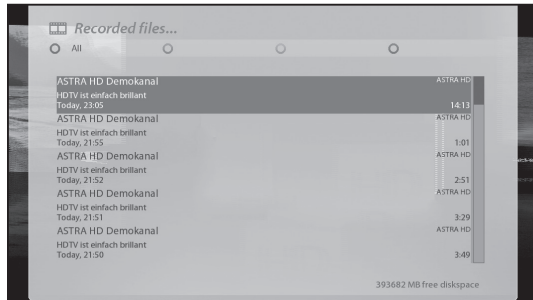 Recorded files...
All
ASTRA HD Demokanal ASTRA HD
HDTV ist einfach brillant
Today, 23:05 14:13
ASTRA HD Demokanal ASTRA HD
HDTV ist einfach brillant
Today, 21:55 1:01
ASTRA HD Demokanal ASTRA HD
HDTV ist einfach brillant
Today, 21:52 2:51
ASTRA HD Demokanal ASTRA HD
HDTV ist einfach brillant
Today, 21:51 3:29
ASTRA HD Demokanal ASTRA HD
HDTV ist einfach brillant
Today, 21:50 3:49
393682 MB free diskspace